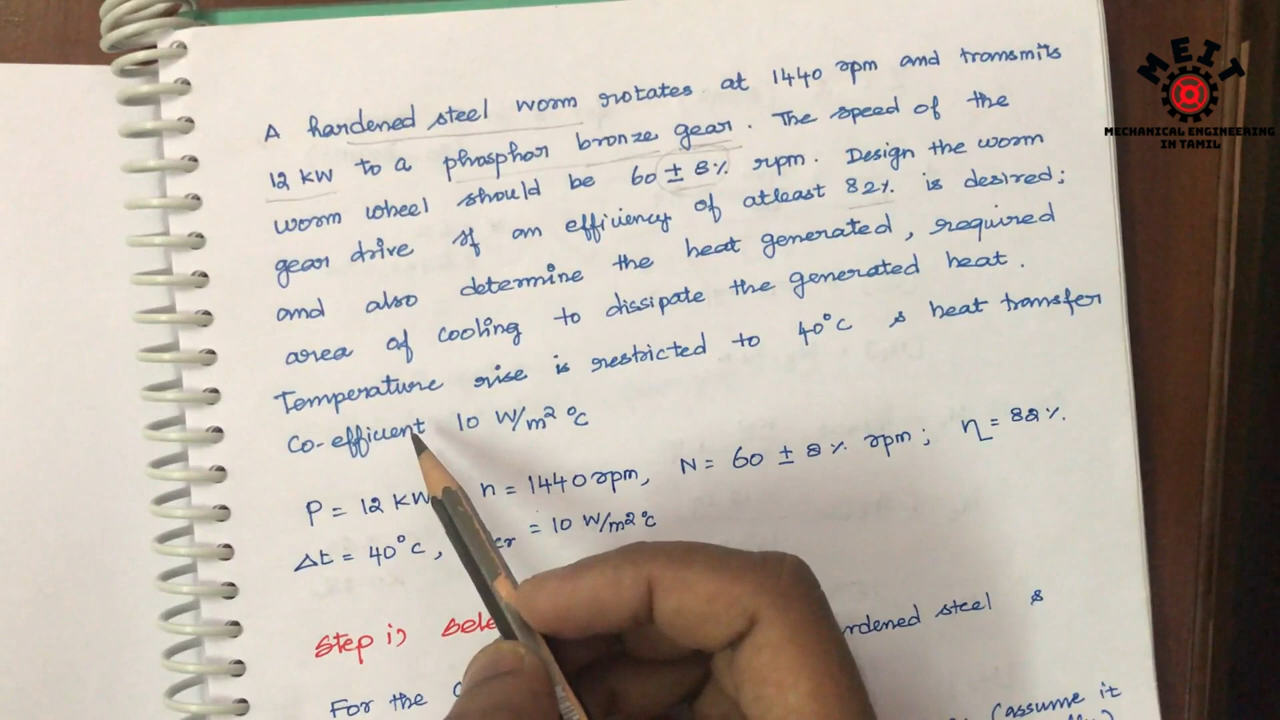 A hardened steel worm rotates at 1440 rpm and transmits
12 kW to a phosphor bronze gear. The speed of the
worm wheel should be 60 ± 8% rpm. Design the worm
gear drive if an efficiency of atleast 82% is desired;
and also determine the heat generated, required
area of cooling to dissipate the generated heat.
Temperature rise is restricted to 40°C & heat transfer
Co-efficient 10 W/m² °C
P = 12 KW n = 1440 rpm, N = 60 ± 8% rpm; η = 82%.
Δt = 40°C, cr = 10 W/m²°C
Step i) Sele rdened steel &
For the (assume it
MEIT
MECHANICAL ENGINEERING
IN TAMIL